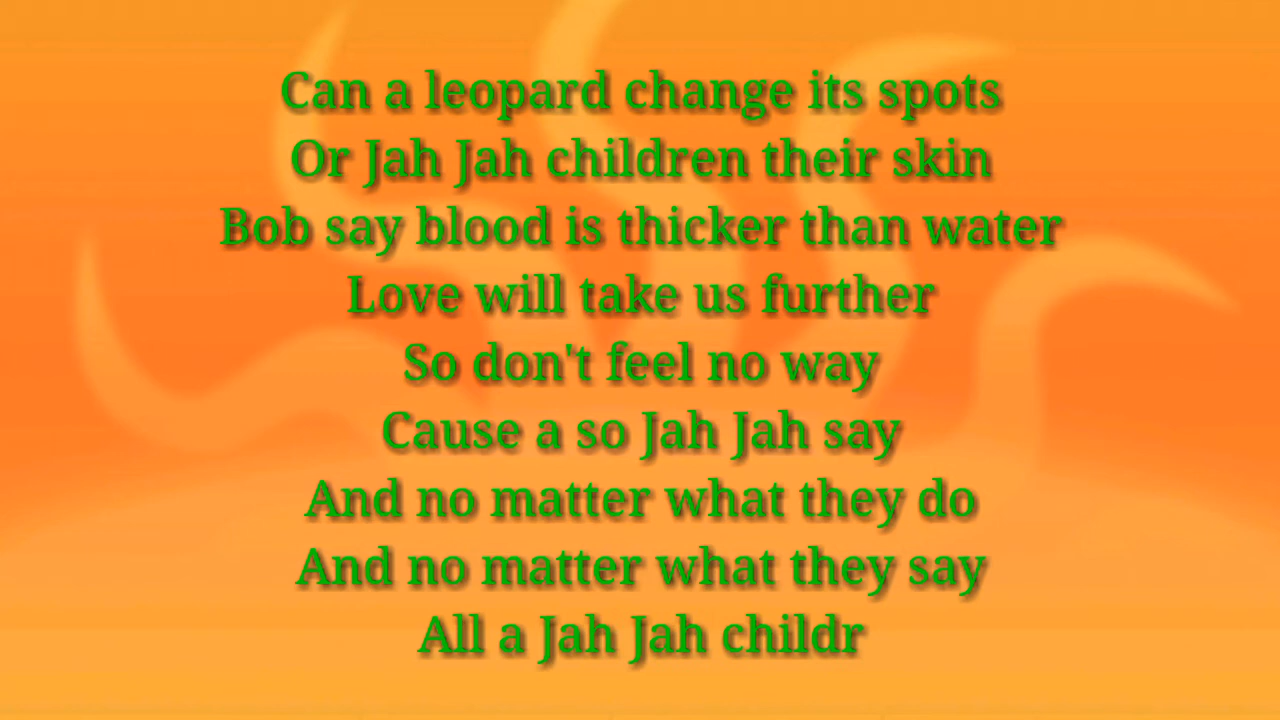 Can a leopard change its spots
Or Jah Jah children their skin
Bob say blood is thicker than water
Love will take us further
So don't feel no way
Cause a so Jah Jah say
And no matter what they do
And no matter what they say
All a Jah Jah childr